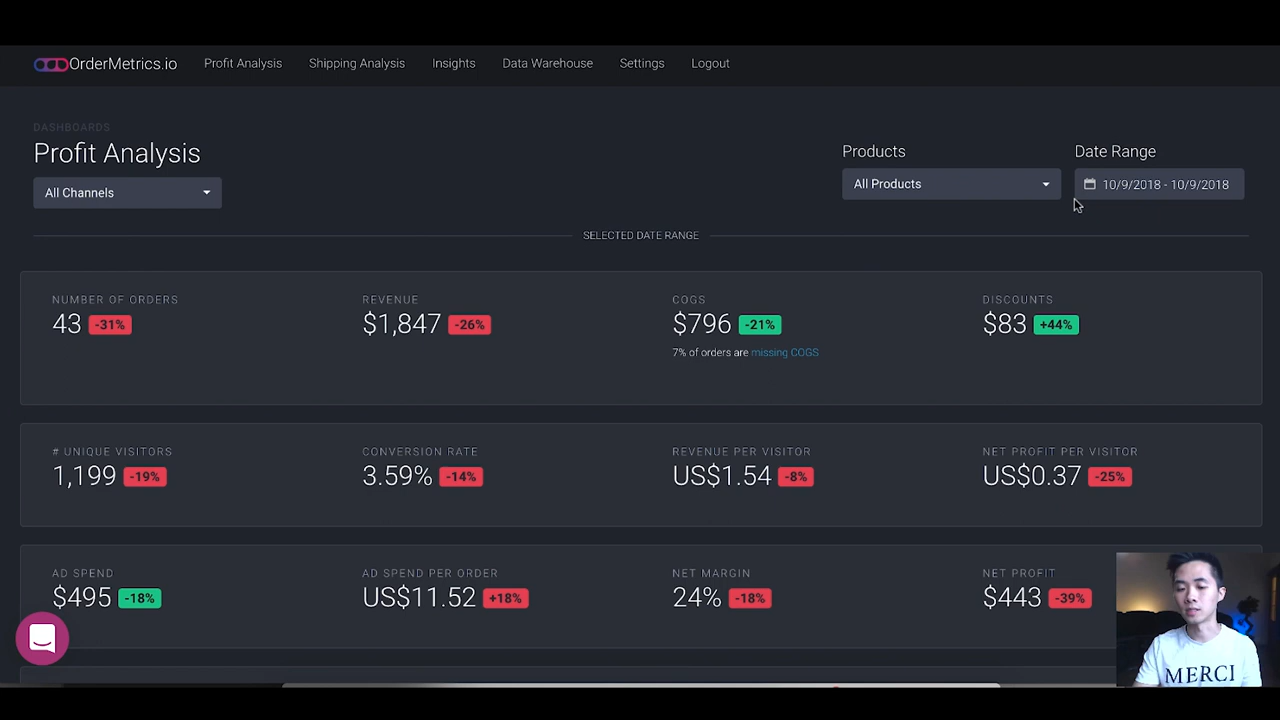 OrderMetrics.io Profit Analysis Shipping Analysis Insights Data Warehouse Settings Logout
DASHBOARDS
Profit Analysis
All Channels
Products
All Products
Date Range
10/9/2018 - 10/9/2018
SELECTED DATE RANGE
NUMBER OF ORDERS
43 -31%
REVENUE
$1,847 -26%
COGS
$796 -21%
7% of orders are missing COGS
DISCOUNTS
$83 +44%
# UNIQUE VISITORS
1,199 -19%
CONVERSION RATE
3.59% -14%
REVENUE PER VISITOR
US$1.54 -8%
NET PROFIT PER VISITOR
US$0.37 -25%
AD SPEND
$495 -18%
AD SPEND PER ORDER
US$11.52 +18%
NET MARGIN
24% -18%
NET PROFIT
$443 -39%
MERCI